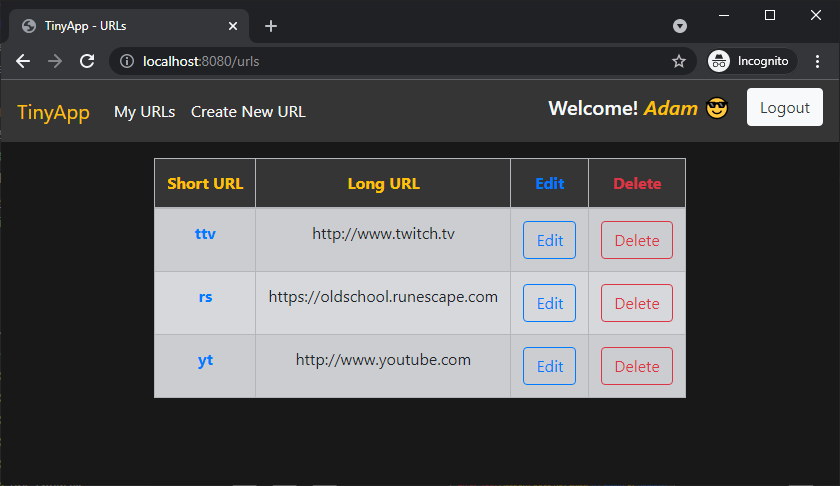 TinyApp - URLs
localhost:8080/urls
Incognito
TinyApp My URLs Create New URL Welcome! Adam 😎 Logout
Short URL Long URL Edit Delete
ttv http://www.twitch.tv Edit Delete
rs https://oldschool.runescape.com Edit Delete
yt http://www.youtube.com Edit Delete